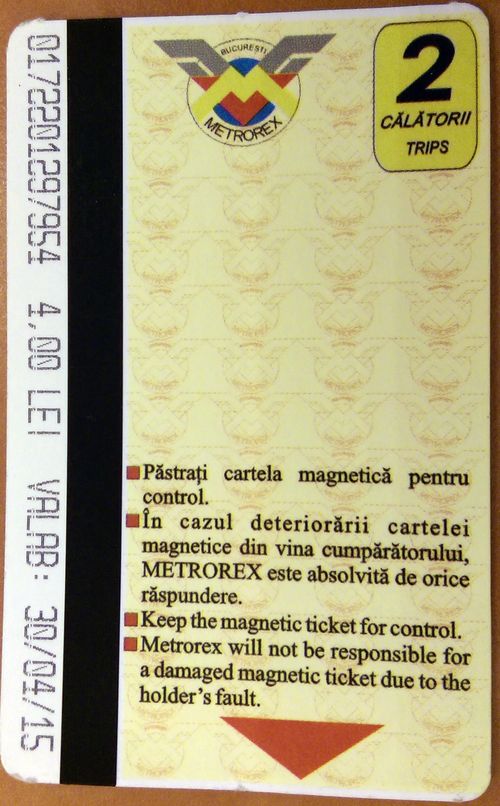 BUCUREȘTI
METROREX
2
CĂLĂTORII
TRIPS
Păstrați cartela magnetică pentru
control.
În cazul deteriorării cartelei
magnetice din vina cumpărătorului,
METROREX este absolvită de orice
răspundere.
Keep the magnetic ticket for control.
Metrorex will not be responsible for
a damaged magnetic ticket due to the
holder's fault.
0172201297954 4,00 LEI VALAB: 30/04/15